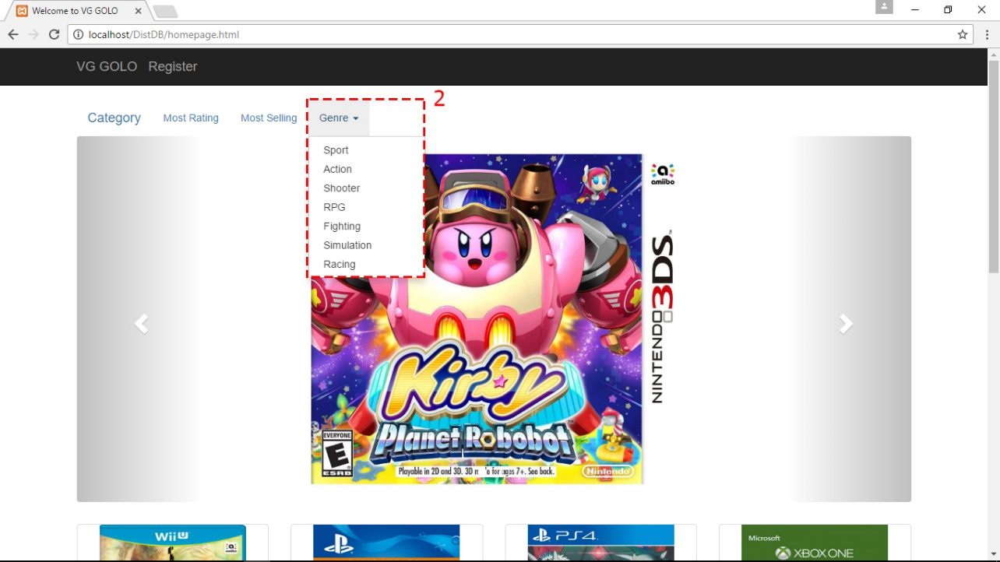 Welcome to VG GOLO
localhost/DistDB/homepage.html
VG GOLO Register
2
Category Most Rating Most Selling Genre
Sport
Action
Shooter
RPG
Fighting
Simulation
Racing
amiibo
NINTENDO 3DS
Kirby
Planet Robobot
EVERYONE
E
ESRB
Playable in 2D and 3D. 3D for ages 7+. See back.
Nintendo
Wii U
amiibo
PS4
Microsoft
XBOX ONE